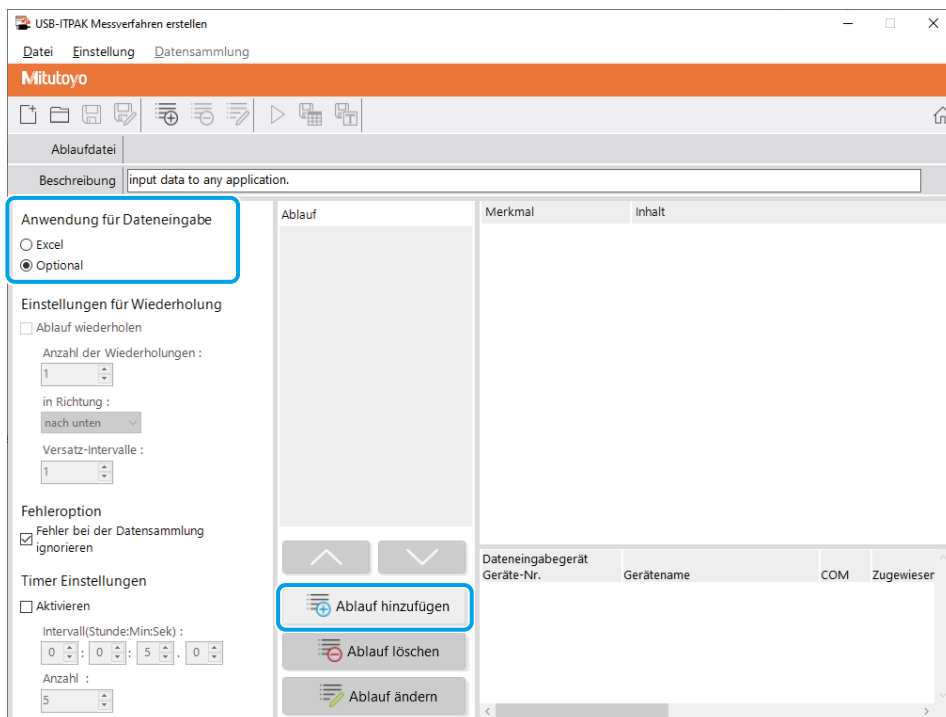 USB-ITPAK Messverfahren erstellen
Datei Einstellung Datensammlung
Mitutoyo
Ablaufdatei
Beschreibung input data to any application.
Anwendung für Dateneingabe
Excel
Optional
Einstellungen für Wiederholung
Ablauf wiederholen
Anzahl der Wiederholungen :
1
in Richtung :
nach unten
Versatz-Intervalle :
1
Fehleroption
Fehler bei der Datensammlung
ignorieren
Timer Einstellungen
Aktivieren
Intervall(Stunde:Min:Sek) :
0 : 0 : 5 . 0
Anzahl :
5
Ablauf
Ablauf hinzufügen
Ablauf löschen
Ablauf ändern
Merkmal Inhalt
Dateneingabegerät
Geräte-Nr. Gerätename COM Zugewieser